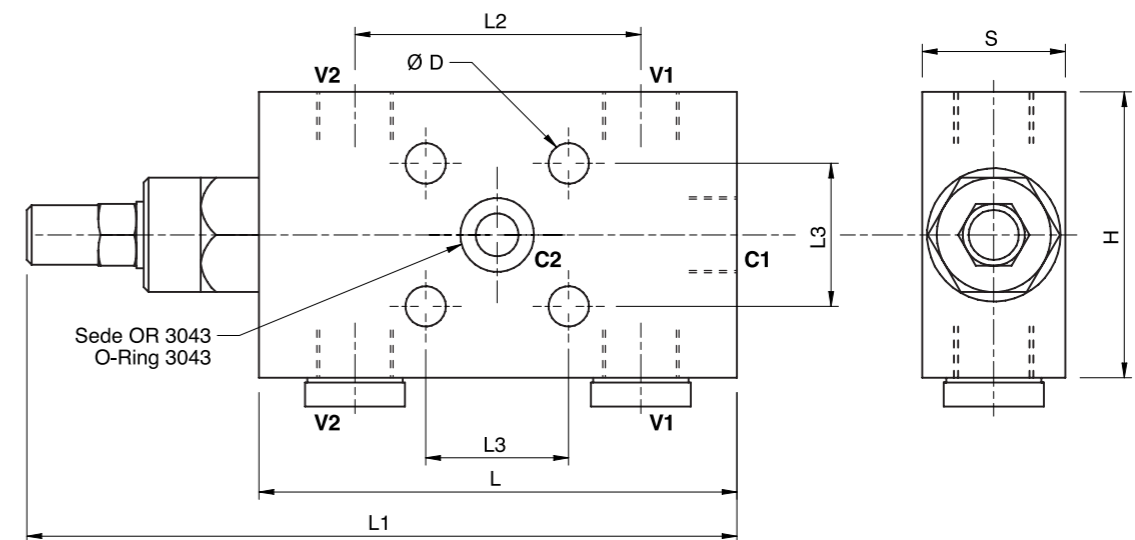 L2
S
V2
Ø D
V1
L3
H
C2
C1
Sede OR 3043
O-Ring 3043
V2
V1
L3
L
L1